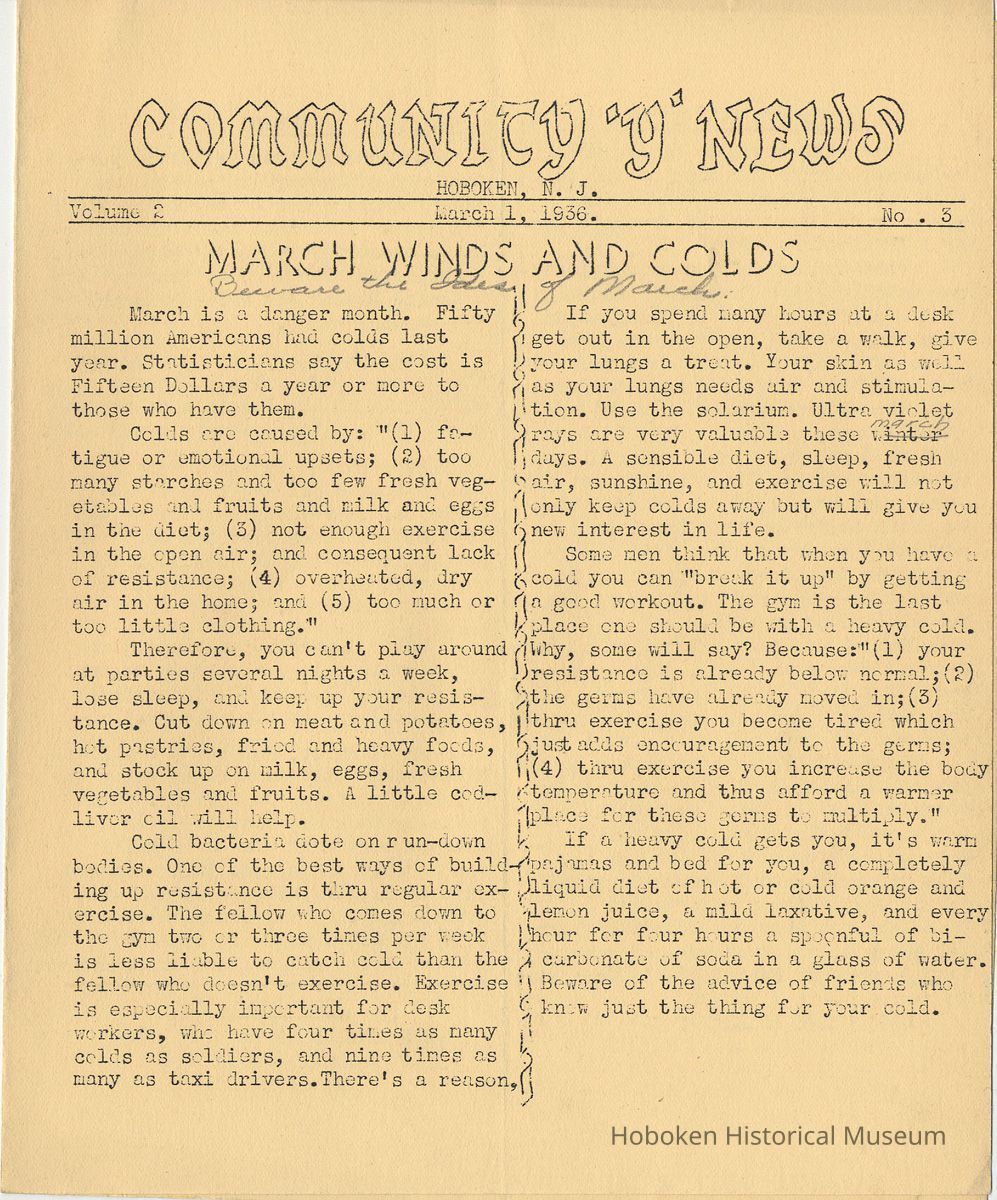 COMMUNITY 'Y' NEWS
HOBOKEN, N. J.
Volume 2 March 1, 1936. No . 3
MARCH WINDS AND COLDS
Beware the Ides of March.
March is a danger month. Fifty
million Americans had colds last
year. Statisticians say the cost is
Fifteen Dollars a year or more to
those who have them.
Colds are caused by: "(1) fa-
tigue or emotional upsets; (2) too
many starches and too few fresh veg-
etables and fruits and milk and eggs
in the diet; (3) not enough exercise
in the open air; and consequent lack
of resistance; (4) overheated, dry
air in the home; and (5) too much or
too little clothing."
Therefore, you can't play around
at parties several nights a week,
lose sleep, and keep up your resis-
tance. Cut down on meat and potatoes,
hot pastries, fried and heavy foods,
and stock up on milk, eggs, fresh
vegetables and fruits. A little cod-
liver oil will help.
Cold bacteria dote on run-down
bodies. One of the best ways of build-
ing up resistance is thru regular ex-
ercise. The fellow who comes down to
the gym two or three times per week
is less liable to catch cold than the
fellow who doesn't exercise. Exercise
is especially important for desk
workers, who have four times as many
colds as soldiers, and nine times as
many as taxi drivers.There's a reason,
If you spend many hours at a desk
get out in the open, take a walk, give
your lungs a treat. Your skin as well
as your lungs needs air and stimula-
tion. Use the solarium. Ultra violet
march
rays are very valuable these winter
days. A sensible diet, sleep, fresh
air, sunshine, and exercise will not
only keep colds away but will give you
new interest in life.
Some men think that when you have a
cold you can "break it up" by getting
a good workout. The gym is the last
place one should be with a heavy cold.
Why, some will say? Because:"(1) your
resistance is already below normal;(2)
the germs have already moved in;(3)
thru exercise you become tired which
just adds encouragement to the germs;
(4) thru exercise you increase the body
temperature and thus afford a warmer
place for these germs to multiply."
If a heavy cold gets you, it's warm
pajamas and bed for you, a completely
liquid diet of hot or cold orange and
lemon juice, a mild laxative, and every
hour for four hours a spoonful of bi-
carbonate of soda in a glass of water.
Beware of the advice of friends who
know just the thing for your cold.
Hoboken Historical Museum